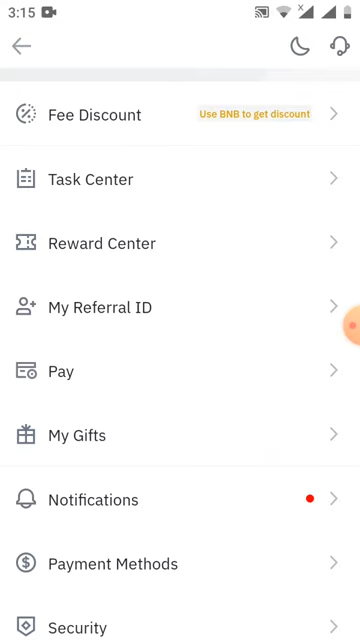 3:15
Fee Discount Use BNB to get discount
Task Center
Reward Center
My Referral ID
Pay
My Gifts
Notifications
Payment Methods
Security